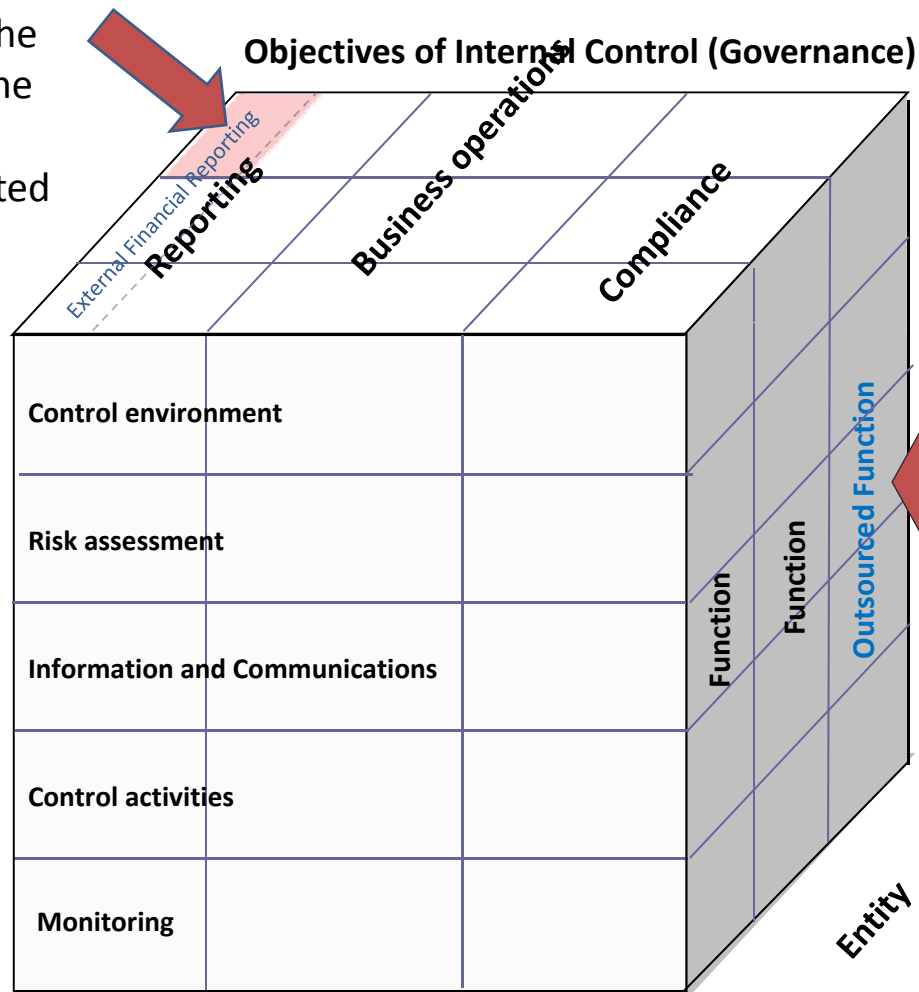 he
ne
ted
Objectives of Internal Control (Governance)
External Financial Reporting
Reporting
Business operations
Compliance
Control environment
Risk assessment
Information and Communications
Control activities
Monitoring
Function
Function
Outsourced Function
Entity